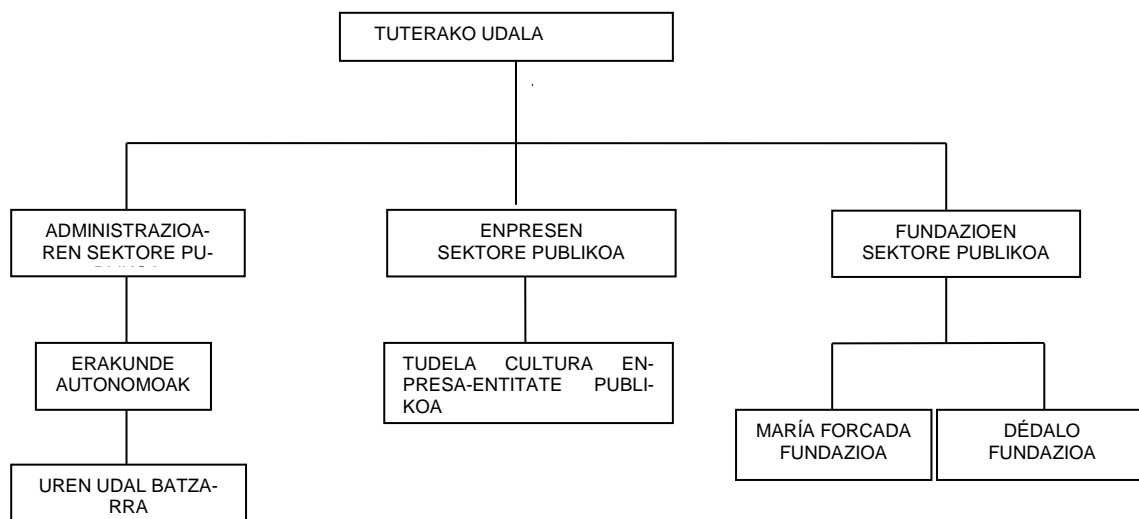 TUTERAKO UDALA
ADMINISTRAZIOA-
REN SEKTORE PU-
ENPRESEN
SEKTORE PUBLIKOA
FUNDAZIOEN
SEKTORE PUBLIKOA
ERAKUNDE
AUTONOMOAK
TUDELA CULTURA EN-
PRESA-ENTITATE PUBLI-
KOA
MARÍA FORCADA
FUNDAZIOA
DÉDALO
FUNDAZIOA
UREN UDAL BATZA-
RRA